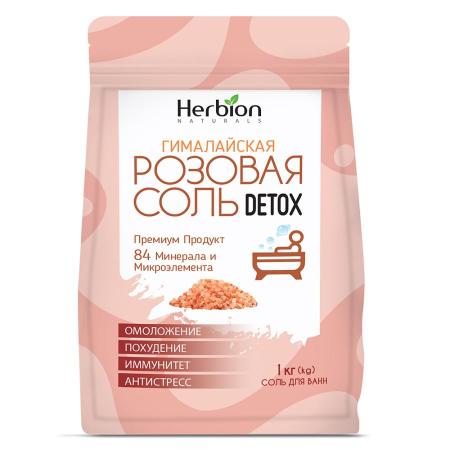 Herbion
NATURALS
ГИМАЛАЙСКАЯ
РОЗОВАЯ
СОЛЬ DETOX
Премиум Продукт
84 Минерала и
Микроэлемента
ОМОЛОЖЕНИЕ
ПОХУДЕНИЕ
ИММУНИТЕТ
АНТИСТРЕСС
1 кг (kg)
СОЛЬ ДЛЯ ВАНН